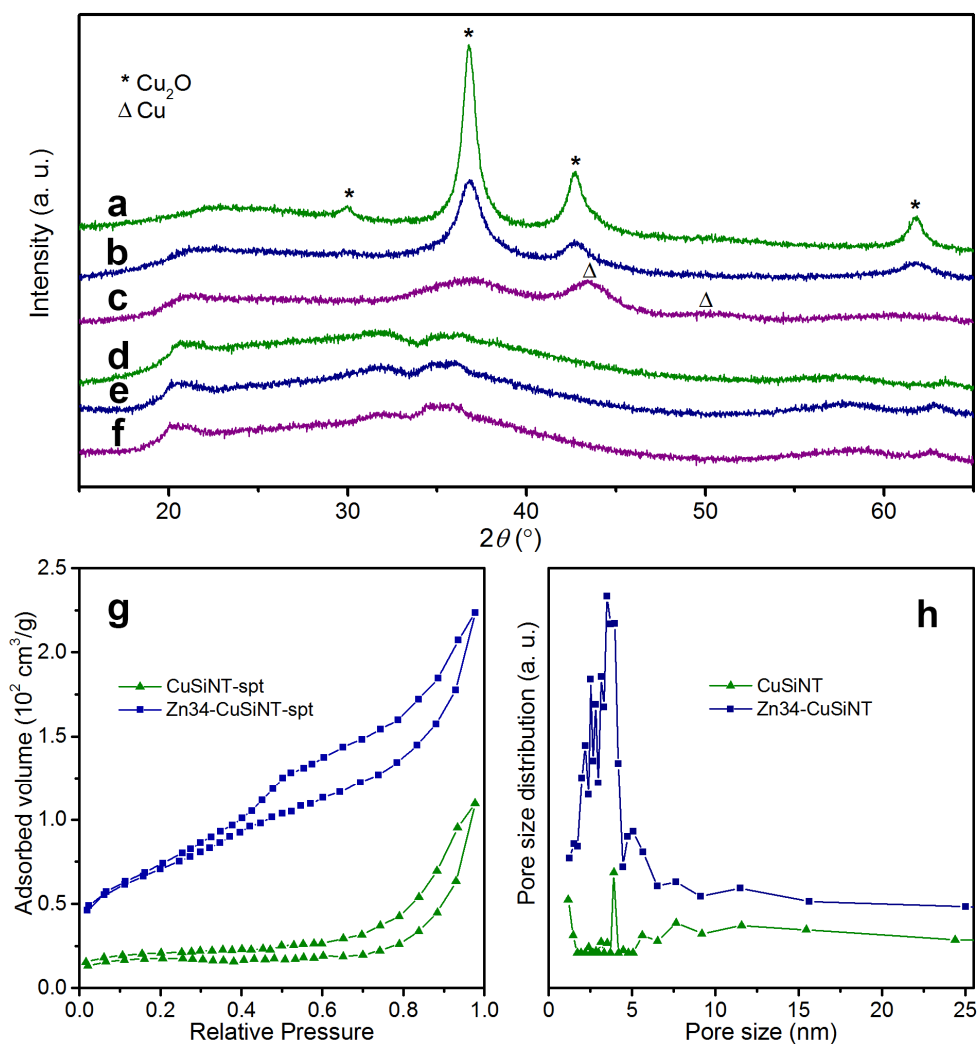 * Cu₂O
Δ Cu
*
*
*
*
Δ
Δ
a
b
c
d
e
f
Intensity (a. u.)
20 30 40 50 60
2θ (°)
g
CuSiNT-spt
Zn34-CuSiNT-spt
2.5
2.0
1.5
1.0
0.5
0.0
Adsorbed volume (10² cm³/g)
0.0 0.2 0.4 0.6 0.8 1.0
Relative Pressure
h
CuSiNT
Zn34-CuSiNT
Pore size distribution (a. u.)
0 5 10 15 20 25
Pore size (nm)